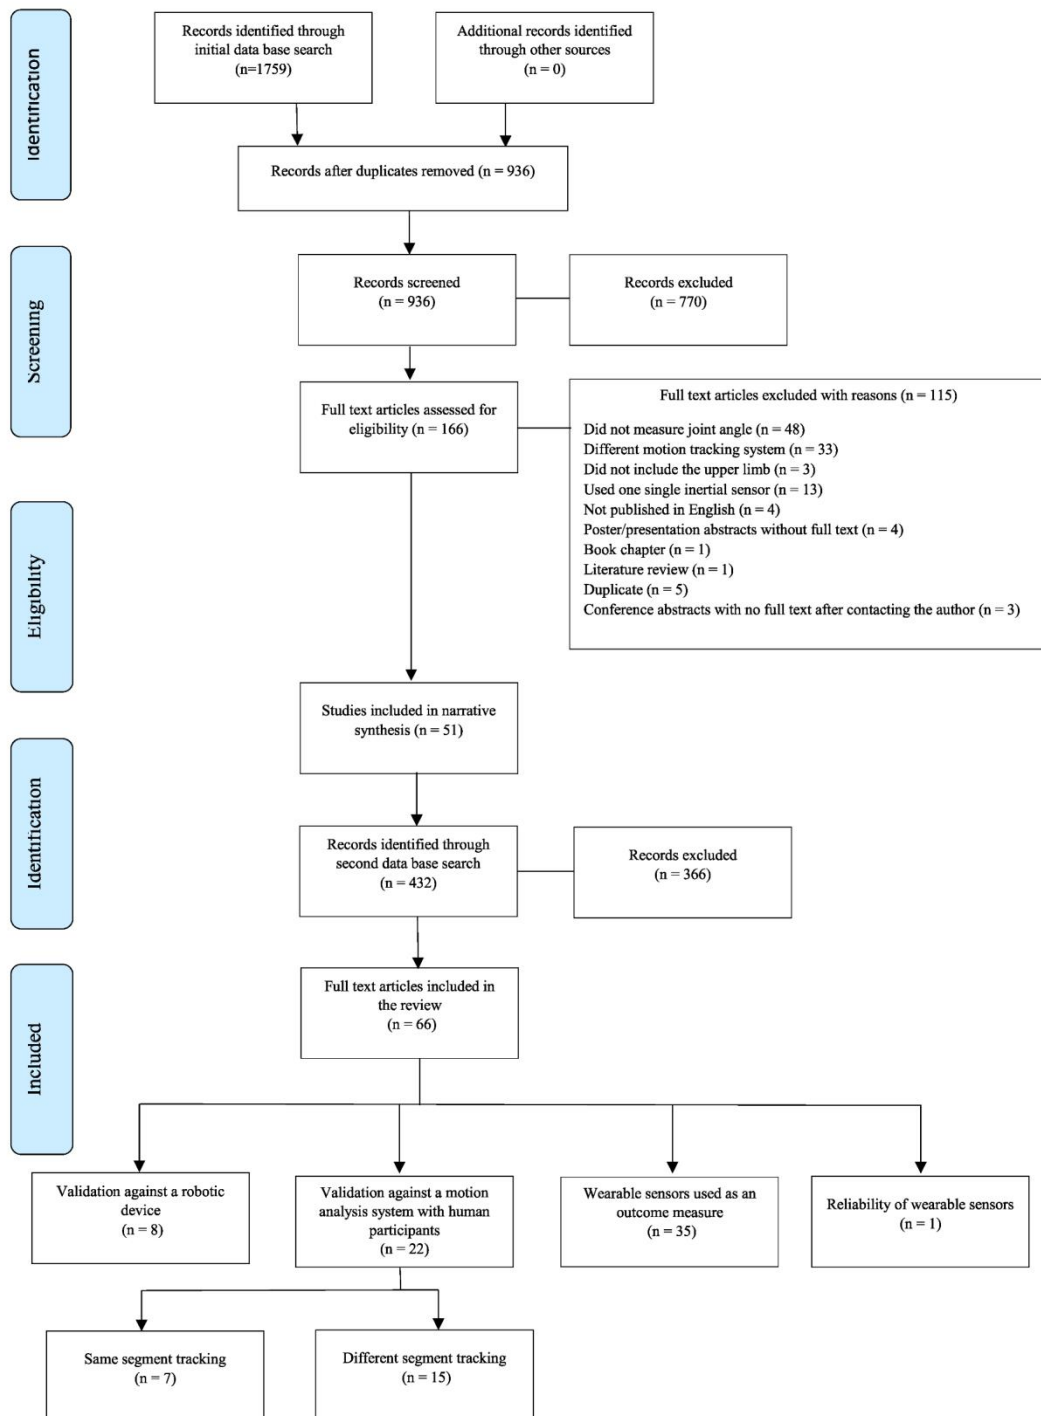 Identification
Records identified through
initial data base search
(n=1759)
Additional records identified
through other sources
(n = 0)
Records after duplicates removed (n = 936)
Screening
Records screened
(n = 936)
Records excluded
(n = 770)
Full text articles assessed for
eligibility (n = 166)
Full text articles excluded with reasons (n = 115)
Did not measure joint angle (n = 48)
Different motion tracking system (n = 33)
Did not include the upper limb (n = 3)
Used one single inertial sensor (n = 13)
Not published in English (n = 4)
Poster/presentation abstracts without full text (n = 4)
Book chapter (n = 1)
Literature review (n = 1)
Duplicate (n = 5)
Conference abstracts with no full text after contacting the author (n = 3)
Eligibility
Studies included in narrative
synthesis (n = 51)
Identification
Records identified through
second data base search
(n = 432)
Records excluded
(n = 366)
Included
Full text articles included in
the review
(n = 66)
Validation against a robotic
device
(n = 8)
Validation against a motion
analysis system with human
participants
(n = 22)
Wearable sensors used as an
outcome measure
(n = 35)
Reliability of wearable sensors
(n = 1)
Same segment tracking
(n = 7)
Different segment tracking
(n = 15)